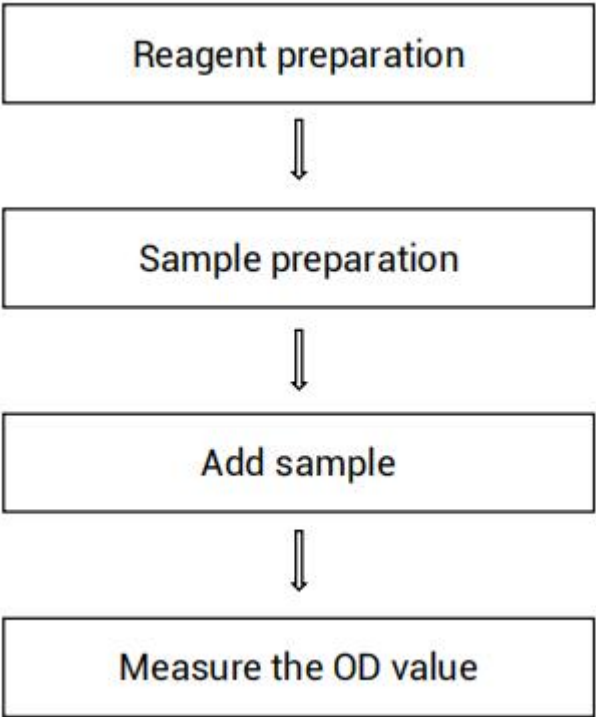 Reagent preparation
Sample preparation
Add sample
Measure the OD value